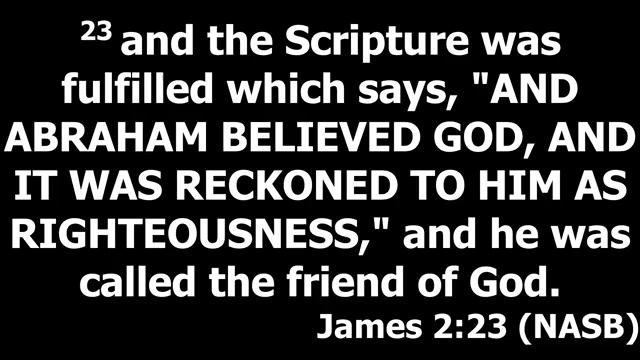 23 and the Scripture was
fulfilled which says, "AND
ABRAHAM BELIEVED GOD, AND
IT WAS RECKONED TO HIM AS
RIGHTEOUSNESS," and he was
called the friend of God.
James 2:23 (NASB)